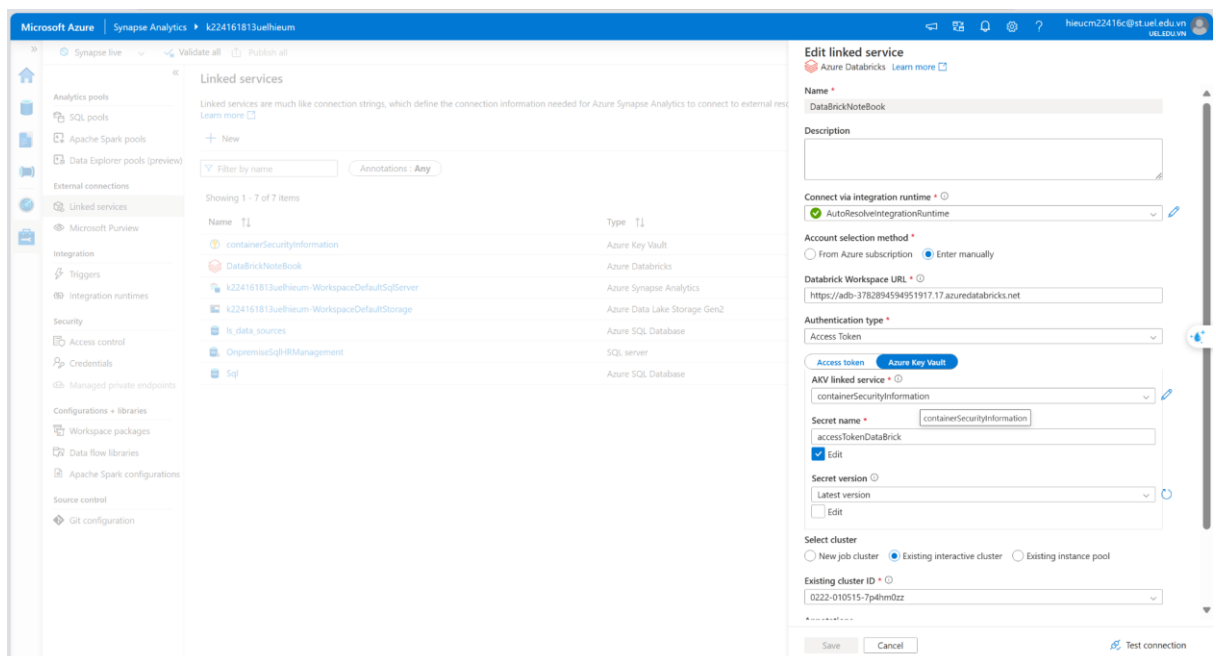 Microsoft Azure Synapse Analytics k224161813uelhieum
hieucm22416c@st.uel.edu.vn
UEL.EDU.VN
Synapse live Validate all Publish all
Analytics pools
SQL pools
Apache Spark pools
Data Explorer pools (preview)
External connections
Linked services
Microsoft Purview
Integration
Triggers
Integration runtimes
Security
Access control
Credentials
Managed private endpoints
Configurations + libraries
Workspace packages
Data flow libraries
Apache Spark configurations
Source control
Git configuration
Linked services
Linked services are much like connection strings, which define the connection information needed for Azure Synapse Analytics to connect to external
Learn more
New
Filter by name Annotations : Any
Showing 1 - 7 of 7 items
Name Type
containerSecurityInformation Azure Key Vault
DataBrickNoteBook Azure Databricks
k224161813uelhieum-WorkspaceDefaultSqlServer Azure Synapse Analytics
k224161813uelhieum-WorkspaceDefaultStorage Azure Data Lake Storage Gen2
ls_data_sources Azure SQL Database
OnpremiseSqlHRManagement SQL server
Sql Azure SQL Database
Edit linked service
Azure Databricks Learn more
Name *
DataBrickNoteBook
Description
Connect via integration runtime *
AutoResolveIntegrationRuntime
Account selection method *
From Azure subscription Enter manually
Databrick Workspace URL *
https://adb-3782894594951917.17.azuredatabricks.net
Authentication type *
Access Token
Access token Azure Key Vault
AKV linked service *
containerSecurityInformation
containerSecurityInformation
Secret name *
accessTokenDataBrick
Edit
Secret version
Latest version
Edit
Select cluster
New job cluster Existing interactive cluster Existing instance pool
Existing cluster ID *
0222-010515-7p4hm0zz
Save Cancel Test connection